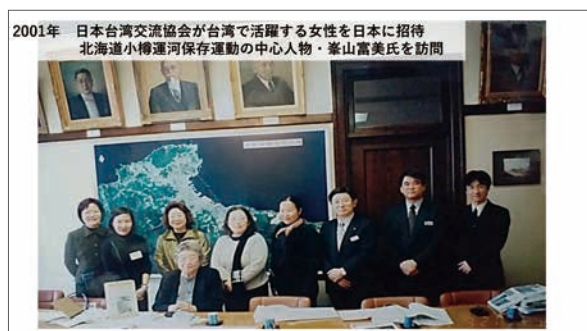 2001年　日本台湾交流協会が台湾で活躍する女性を日本に招待
北海道小樽運河保存運動の中心人物・峯山富美氏を訪問